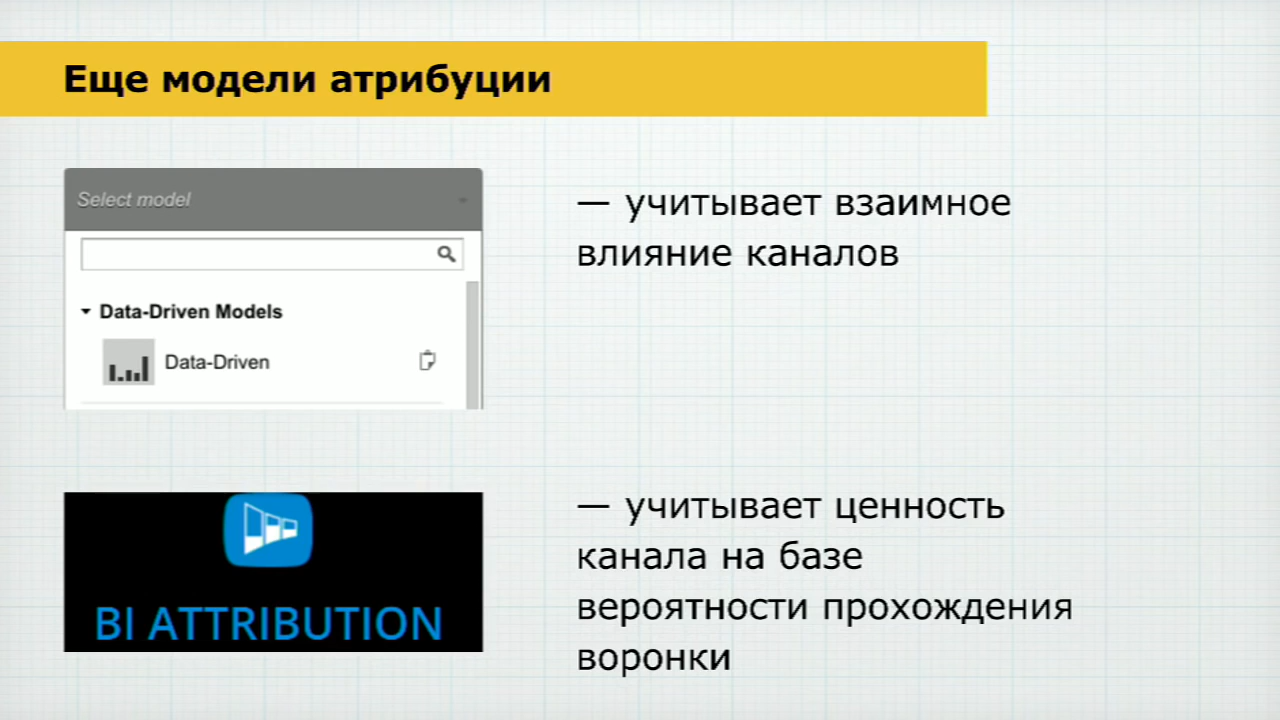 Еще модели атрибуции
Select model
Data-Driven Models
Data-Driven
— учитывает взаимное
влияние каналов
BI ATTRIBUTION
— учитывает ценность
канала на базе
вероятности прохождения
воронки